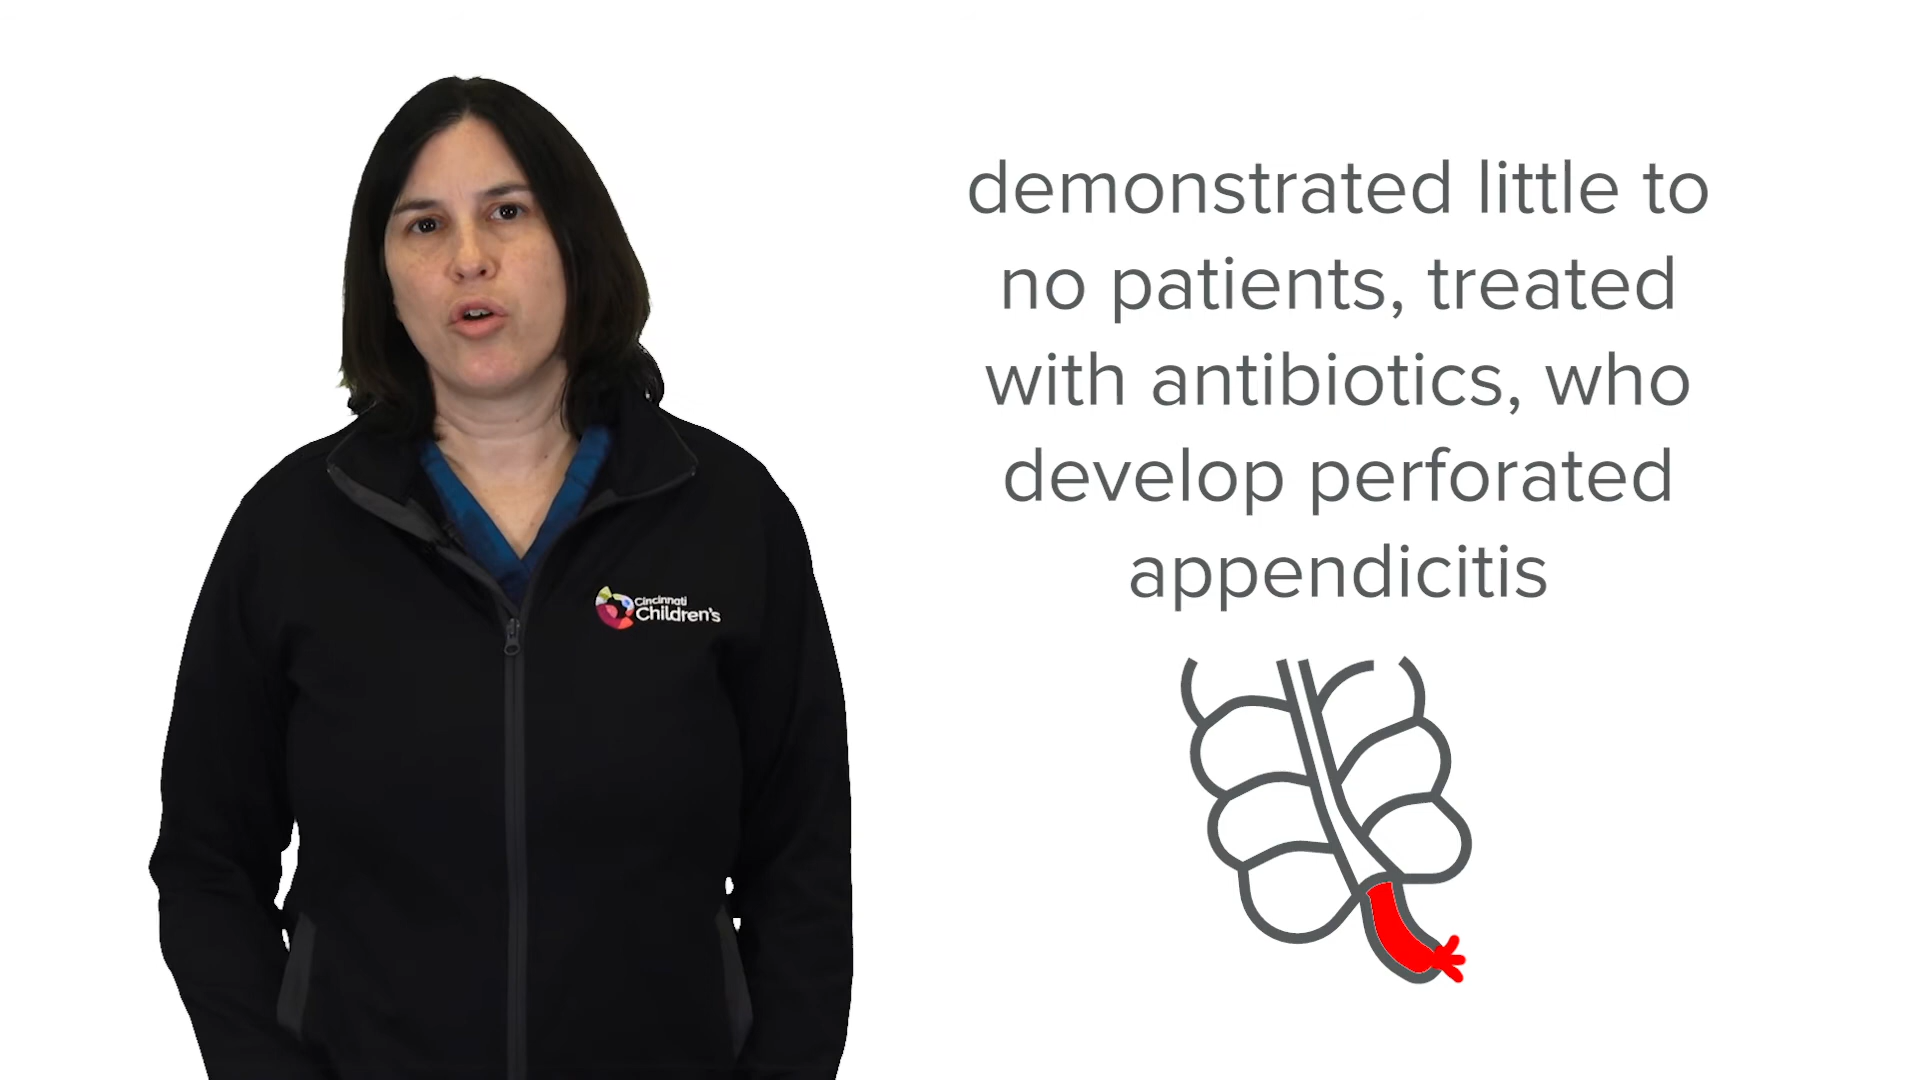 demonstrated little to
no patients, treated
with antibiotics, who
develop perforated
appendicitis
Cincinnati
Children's